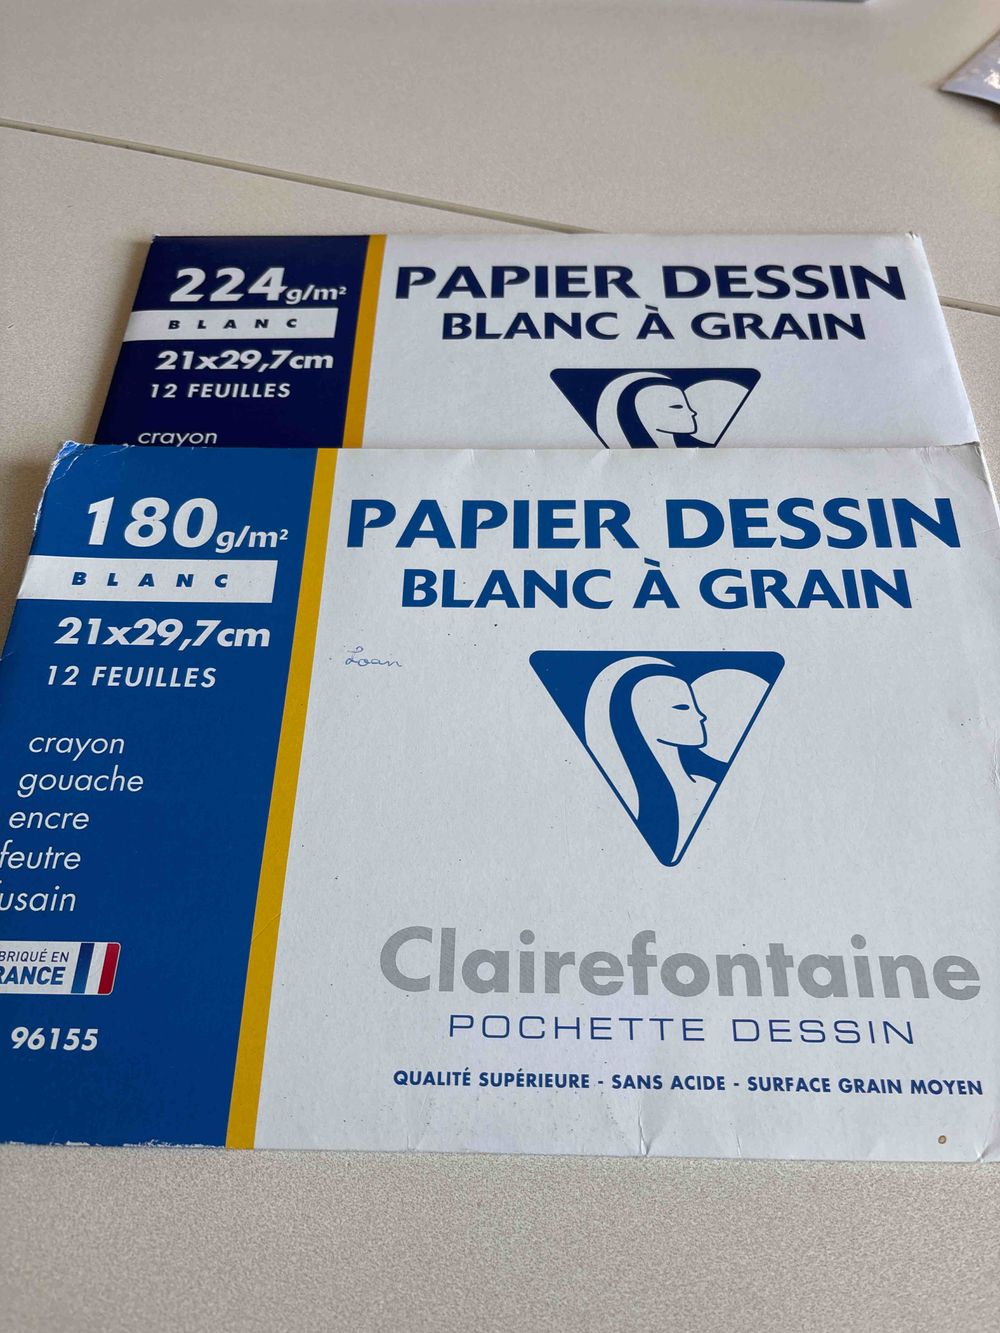 224g/m²
BLANC
21x29,7cm
12 FEUILLES
crayon
PAPIER DESSIN
BLANC À GRAIN
180g/m²
BLANC
21x29,7cm
12 FEUILLES
crayon
gouache
encre
feutre
usain
BRIQUÉ EN
RANCE
96155
PAPIER DESSIN
BLANC À GRAIN
Loan
Clairefontaine
POCHETTE DESSIN
QUALITÉ SUPÉRIEURE - SANS ACIDE - SURFACE GRAIN MOYEN